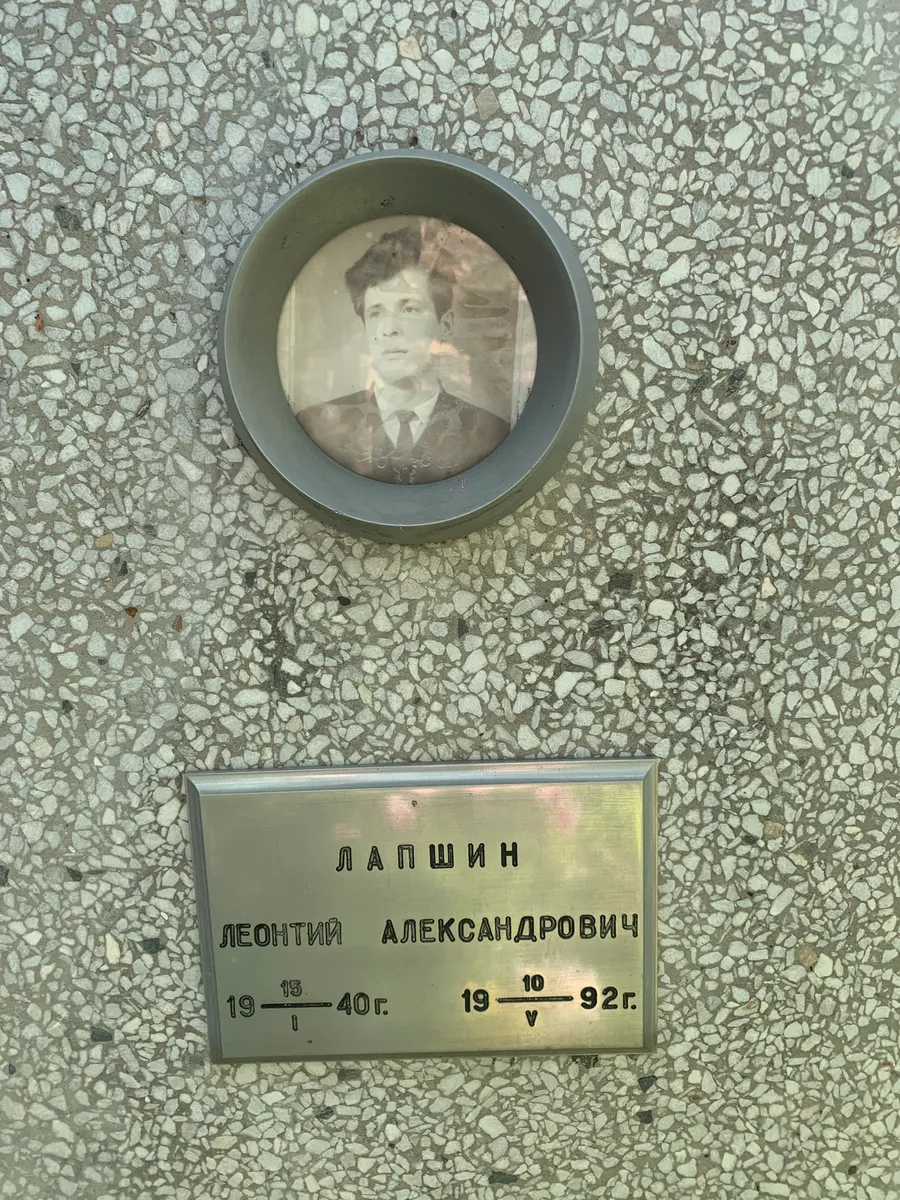 ЛАПШИН
ЛЕОНТИЙ АЛЕКСАНДРОВИЧ
19 15/I 40г. 19 10/V 92г.